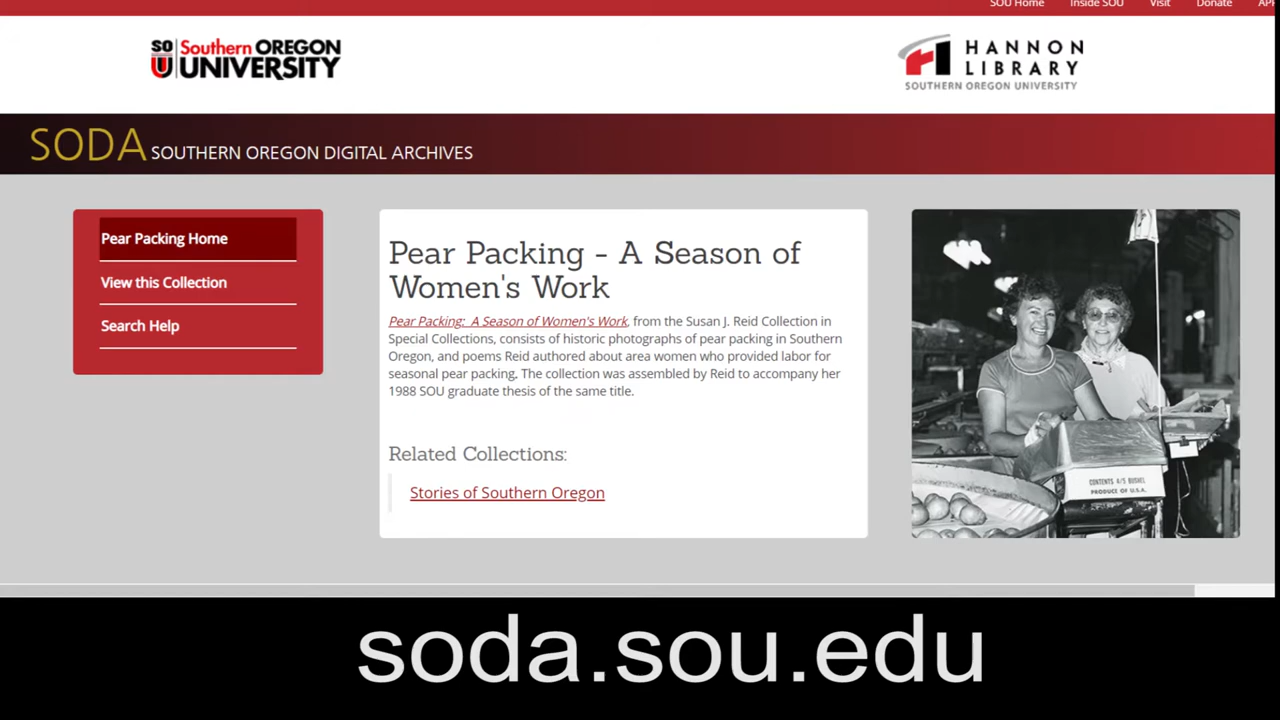 SOU Home Inside SOU Visit Donate
SO Southern OREGON
U UNIVERSITY
HANNON
LIBRARY
SOUTHERN OREGON UNIVERSITY
SODA SOUTHERN OREGON DIGITAL ARCHIVES
Pear Packing Home
View this Collection
Search Help
Pear Packing - A Season of
Women's Work
Pear Packing: A Season of Women's Work, from the Susan J. Reid Collection in
Special Collections, consists of historic photographs of pear packing in Southern
Oregon, and poems Reid authored about area women who provided labor for
seasonal pear packing. The collection was assembled by Reid to accompany her
1988 SOU graduate thesis of the same title.
Related Collections:
Stories of Southern Oregon
CONTENTS 4/5 BUSHEL
PRODUCE OF U.S.A.
soda.sou.edu